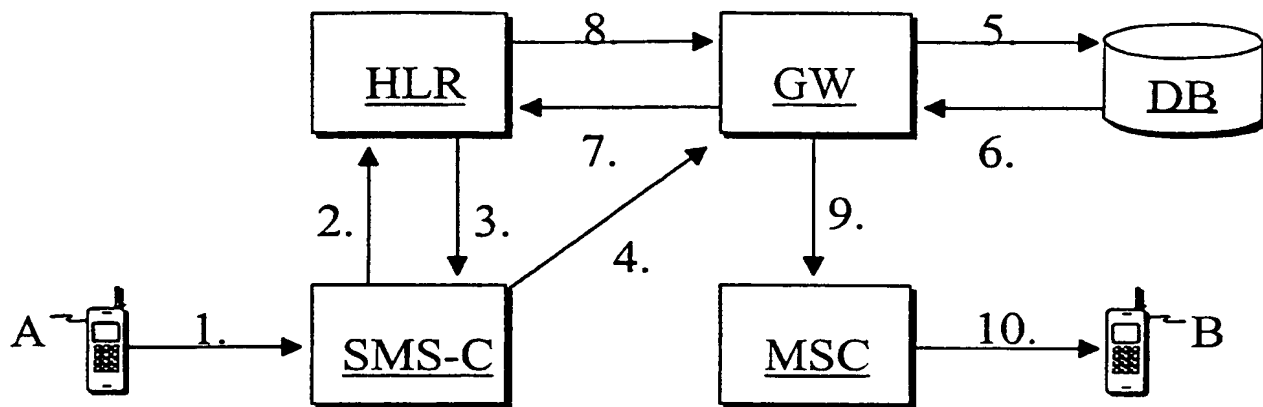 8.
5.
HLR
GW
DB
7.
6.
2.
3.
4.
9.
A
1.
SMS-C
MSC
10.
B